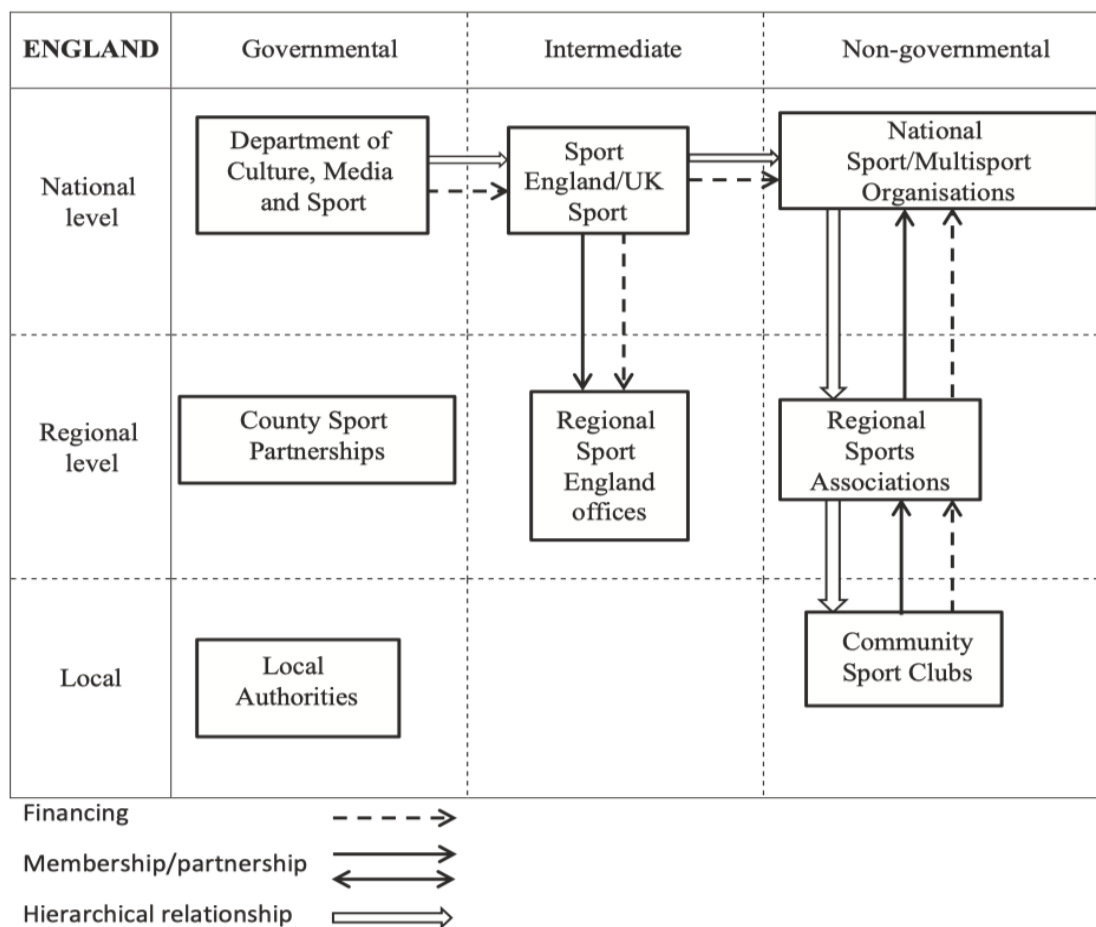 ENGLAND
Governmental
Intermediate
Non-governmental
National
level
Department of
Culture, Media
and Sport
Sport
England/UK
Sport
National
Sport/Multisport
Organisations
Regional
level
County Sport
Partnerships
Regional
Sport
England
offices
Regional
Sports
Associations
Local
Local
Authorities
Community
Sport Clubs
Financing
Membership/partnership
Hierarchical relationship